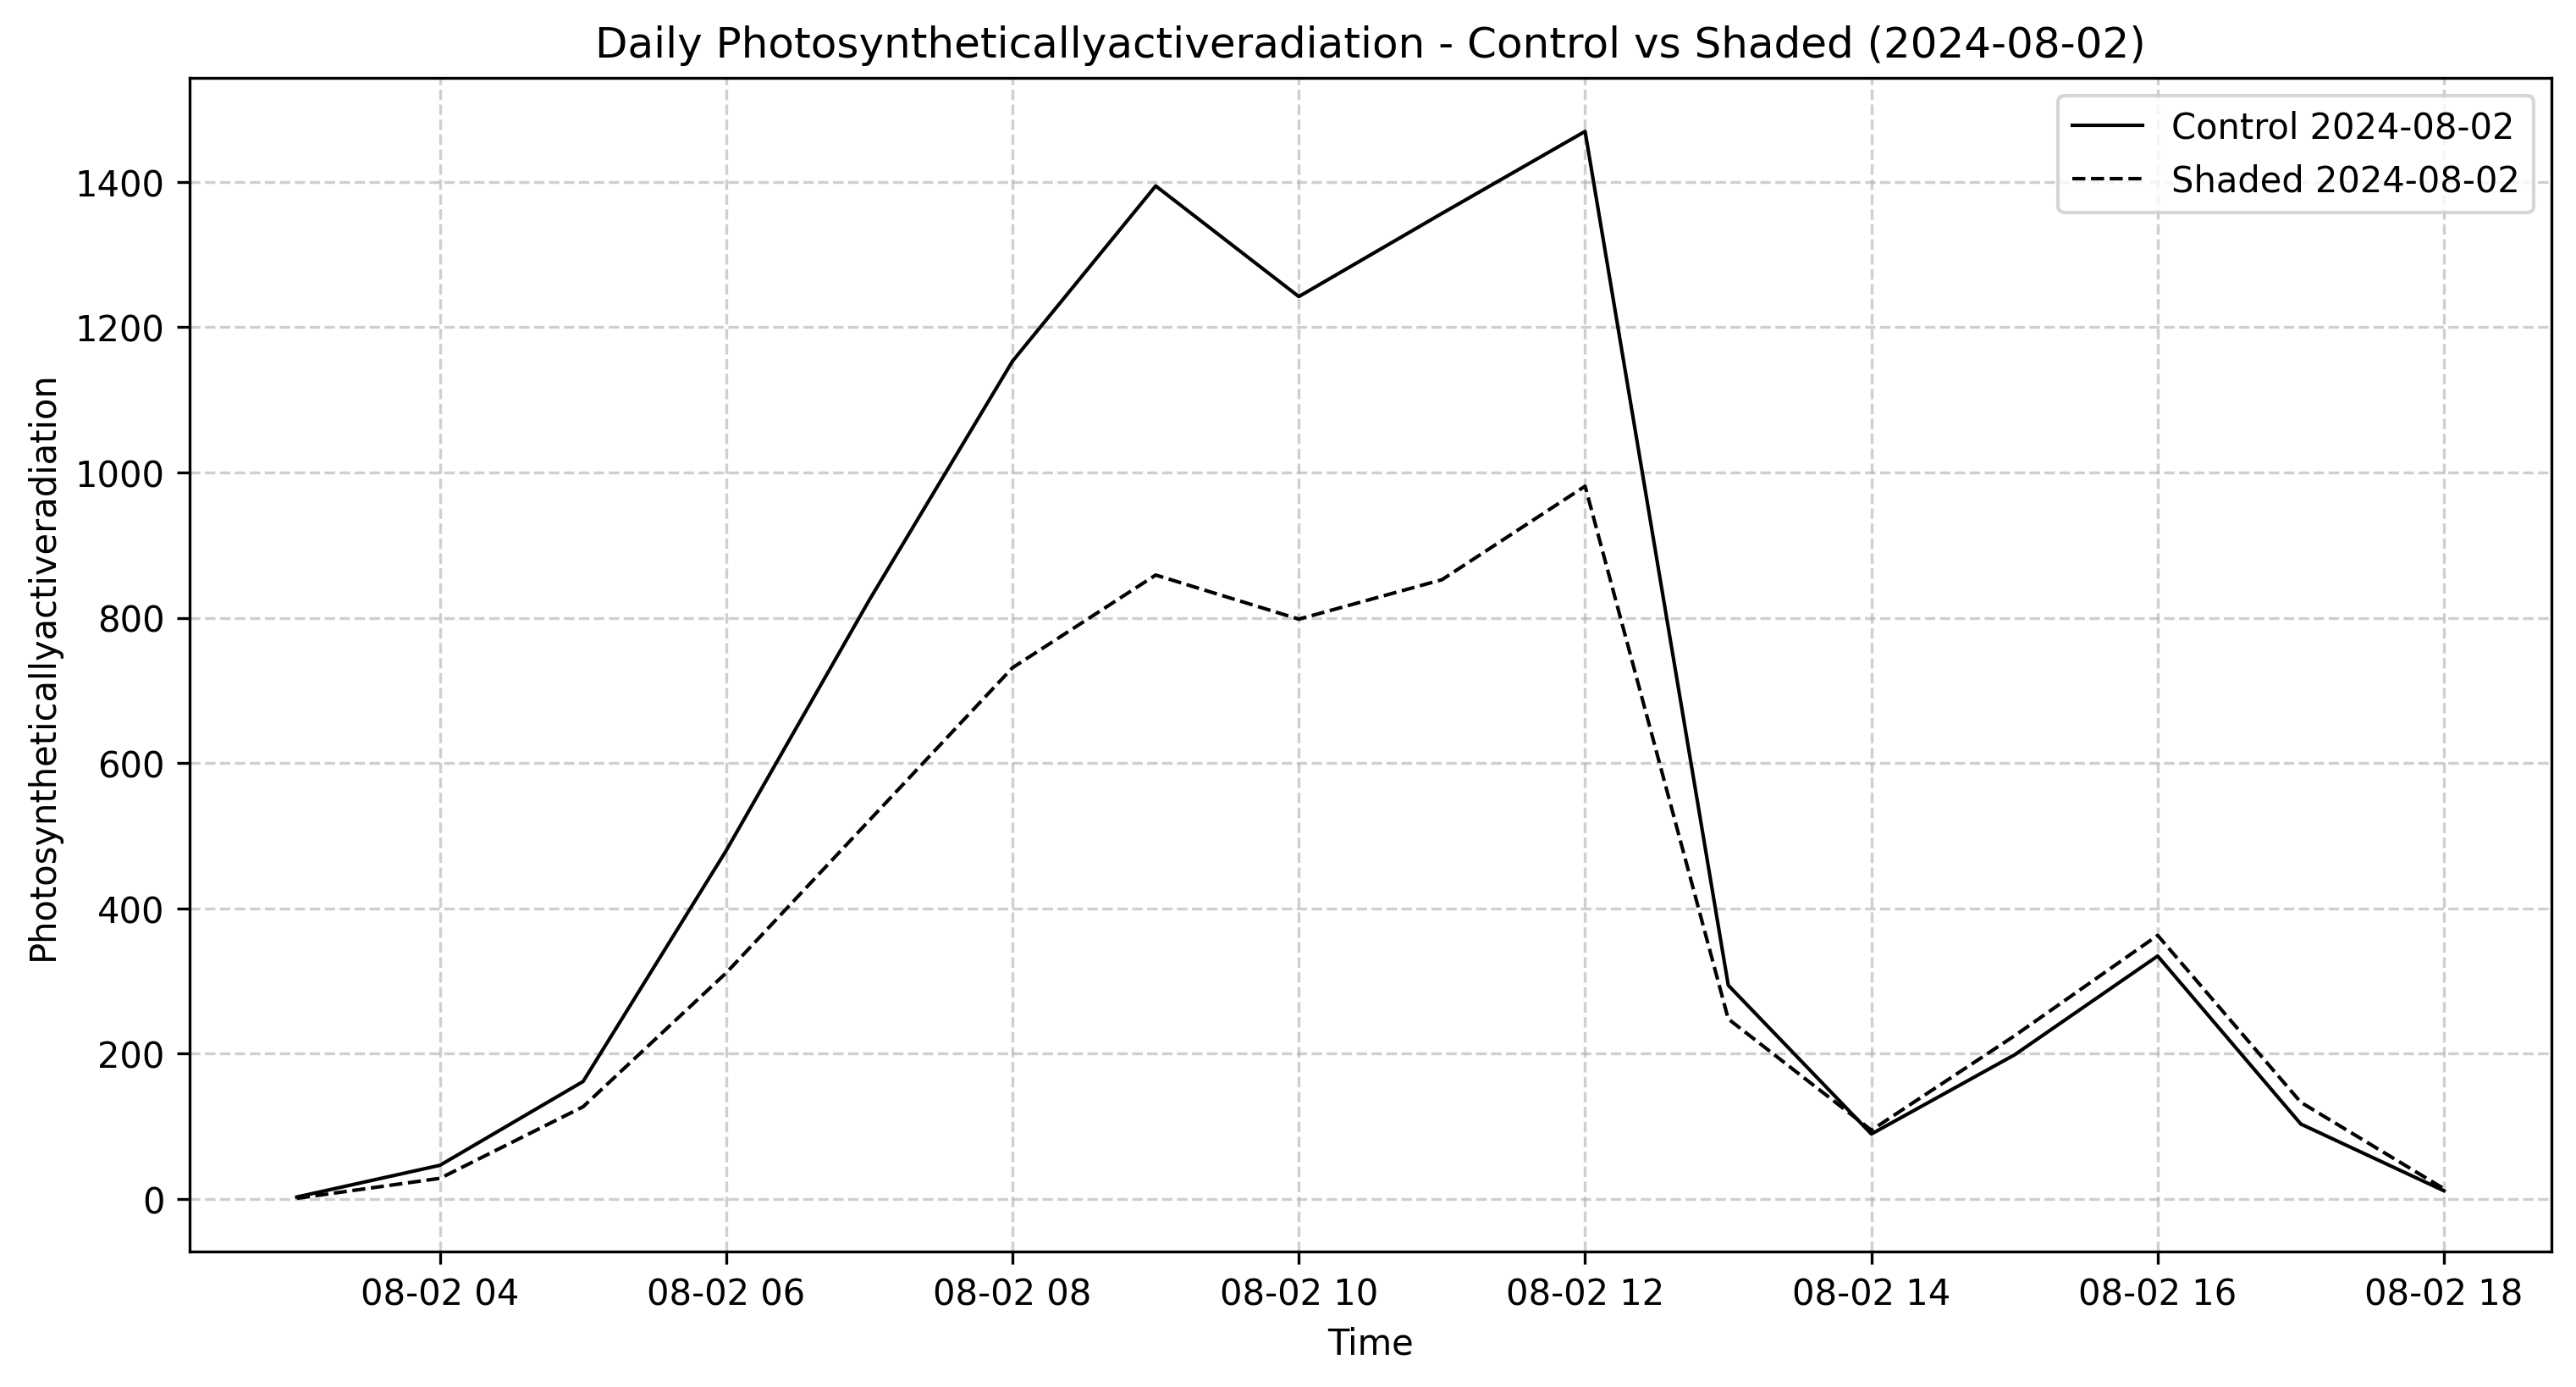 Daily Photosyntheticallyactiveradiation - Control vs Shaded (2024-08-02)
Control 2024-08-02
Shaded 2024-08-02
Photosyntheticallyactiveradiation
1400
1200
1000
800
600
400
200
0
08-02 04 08-02 06 08-02 08 08-02 10 08-02 12 08-02 14 08-02 16 08-02 18
Time